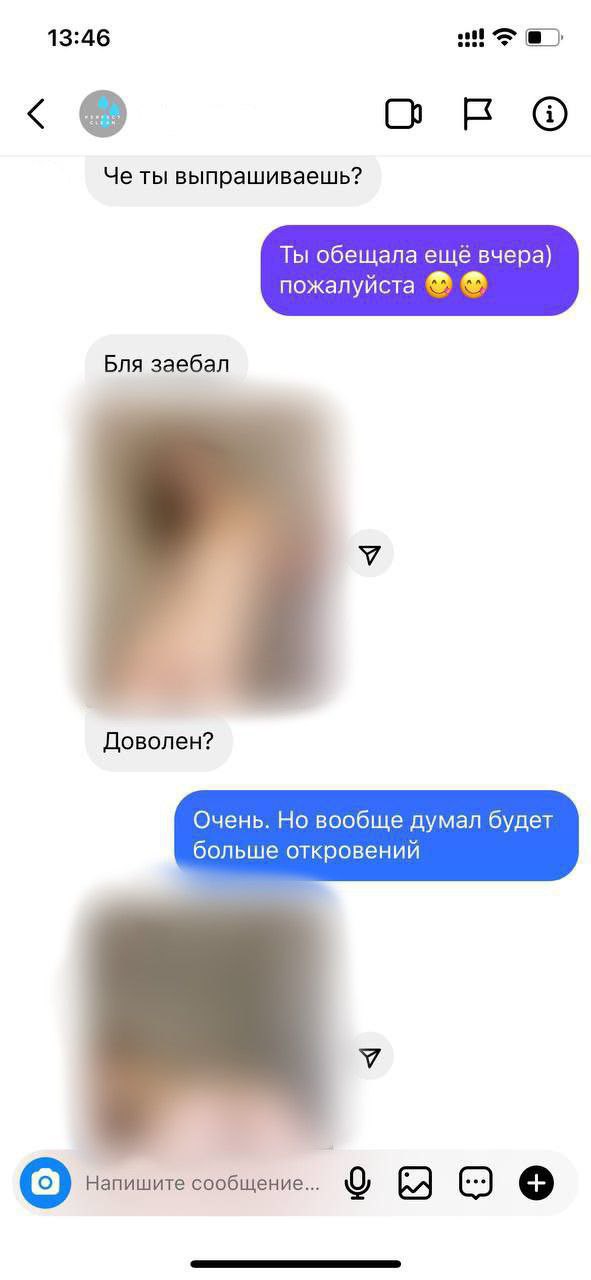 13:46
Че ты выпрашиваешь?
Ты обещала ещё вчера)
пожалуйста 😋 😋
Бля заебал
Доволен?
Очень. Но вообще думал будет
больше откровений
Напишите сообщение...